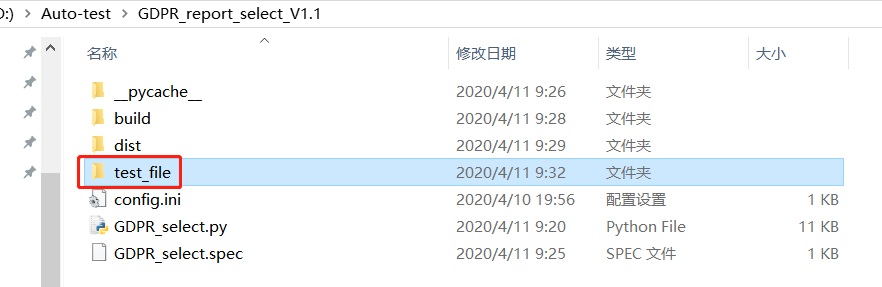 :) > Auto-test > GDPR_report_select_V1.1
名称 修改日期 类型 大小
__pycache__ 2020/4/11 9:26 文件夹
build 2020/4/11 9:28 文件夹
dist 2020/4/11 9:29 文件夹
test_file 2020/4/11 9:32 文件夹
config.ini 2020/4/10 19:56 配置设置 1 KB
GDPR_select.py 2020/4/11 9:20 Python File 11 KB
GDPR_select.spec 2020/4/11 9:25 SPEC 文件 1 KB